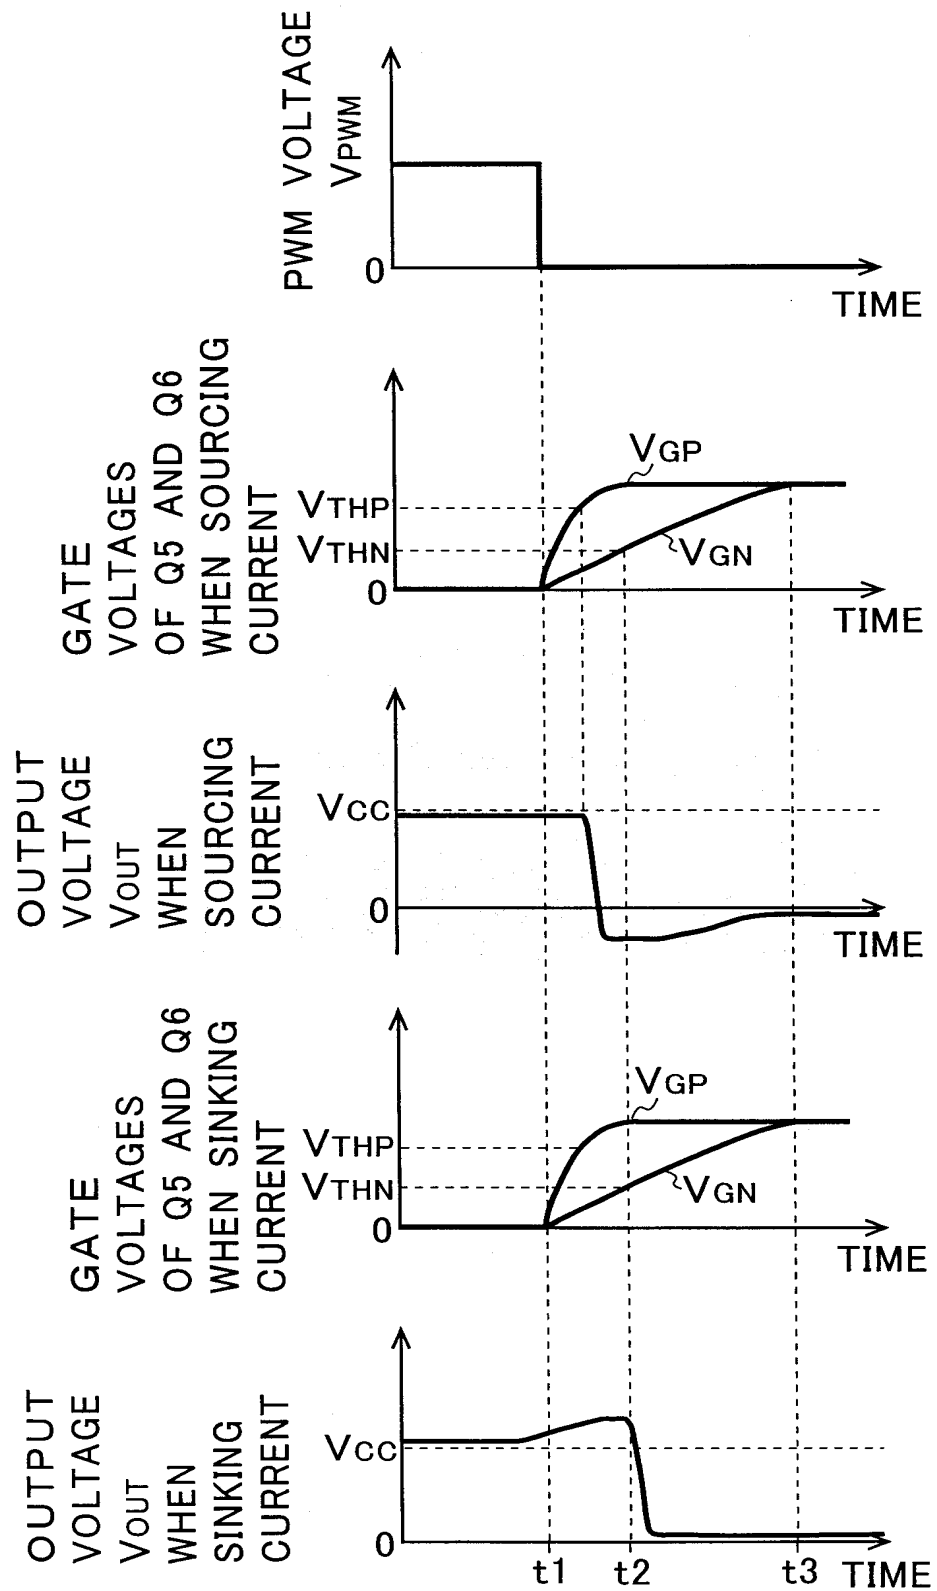 PWM VOLTAGE
VPWM
0
TIME
GATE
VOLTAGES
OF Q5 AND Q6
WHEN SOURCING
CURRENT
VTHP
VTHN
0
VGP
VGN
TIME
OUTPUT
VOLTAGE
VOUT
WHEN
SOURCING
CURRENT
VCC
0
TIME
GATE
VOLTAGES
OF Q5 AND Q6
WHEN SINKING
CURRENT
VTHP
VTHN
0
VGP
VGN
TIME
OUTPUT
VOLTAGE
VOUT
WHEN
SINKING
CURRENT
VCC
0
t1
t2
t3
TIME